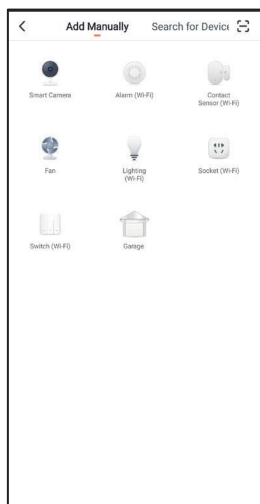 Add Manually
Search for Device
Smart Camera
Alarm (Wi-Fi)
Contact
Sensor (Wi-Fi)
Fan
Lighting
(Wi-Fi)
Socket (Wi-Fi)
Switch (Wi-Fi)
Garage